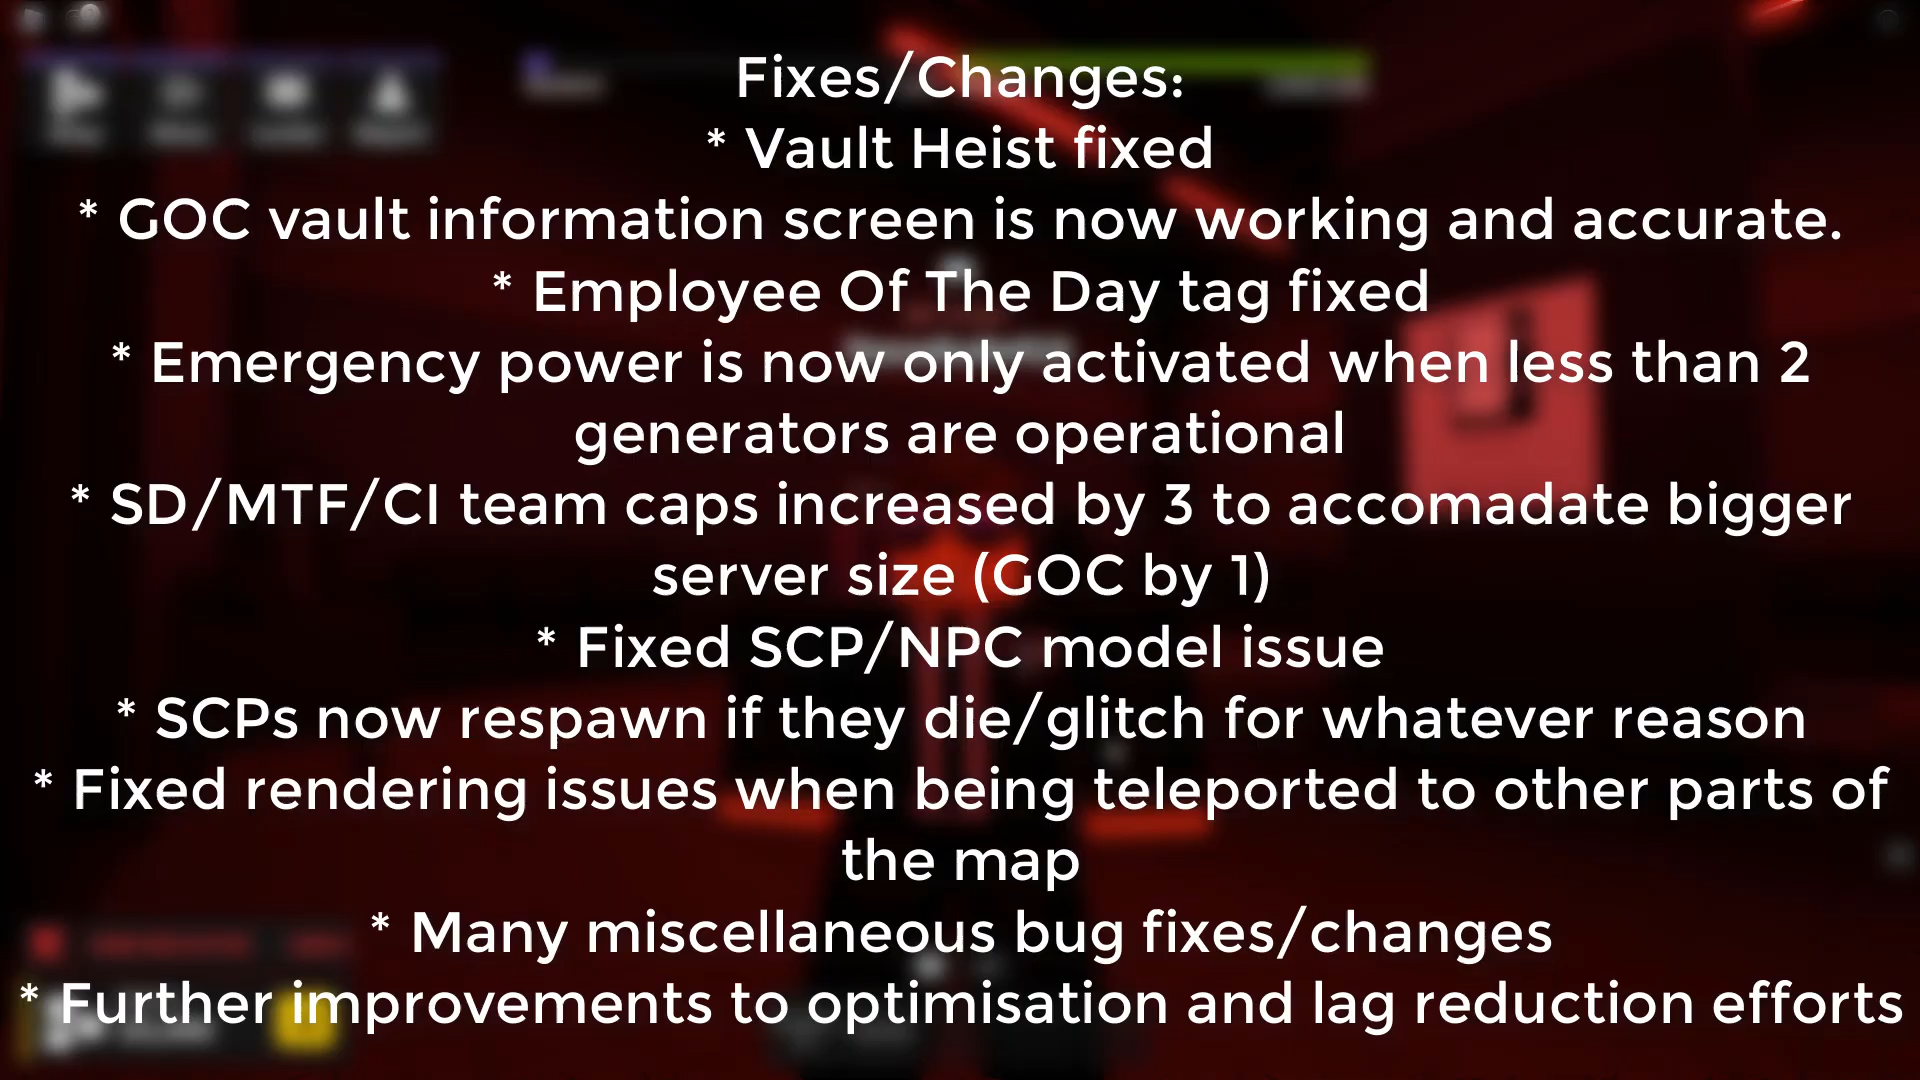 Fixes/Changes:
* Vault Heist fixed
* GOC vault information screen is now working and accurate.
* Employee Of The Day tag fixed
* Emergency power is now only activated when less than 2
generators are operational
* SD/MTF/CI team caps increased by 3 to accomadate bigger
server size (GOC by 1)
* Fixed SCP/NPC model issue
* SCPs now respawn if they die/glitch for whatever reason
* Fixed rendering issues when being teleported to other parts of
the map
* Many miscellaneous bug fixes/changes
* Further improvements to optimisation and lag reduction efforts